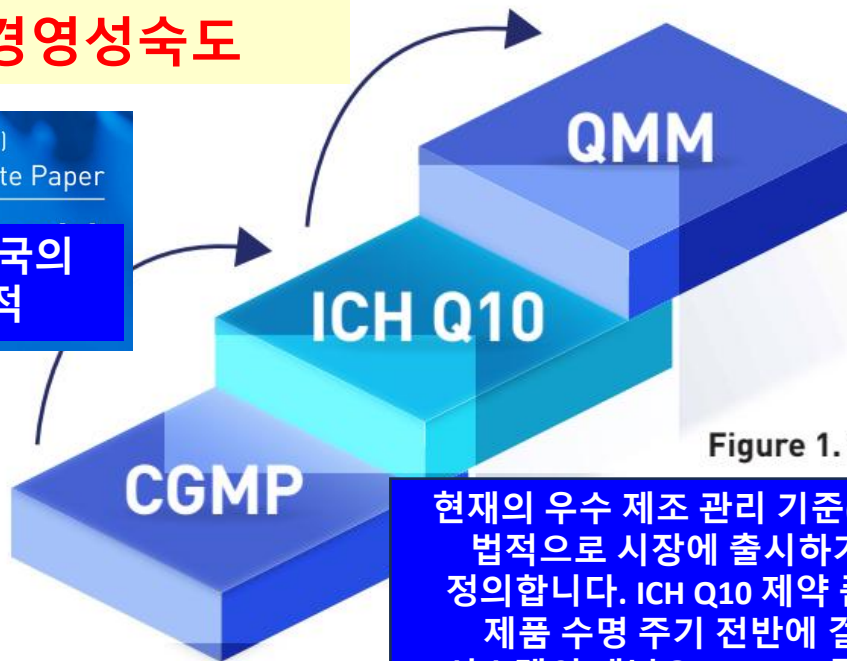 경영성숙도
te Paper
국의
적
QMM
ICH Q10
CGMP
Figure 1.
현재의 우수 제조 관리 기준
법적으로 시장에 출시하
정의합니다. ICH Q10 제약
제품 수명 주기 전반에